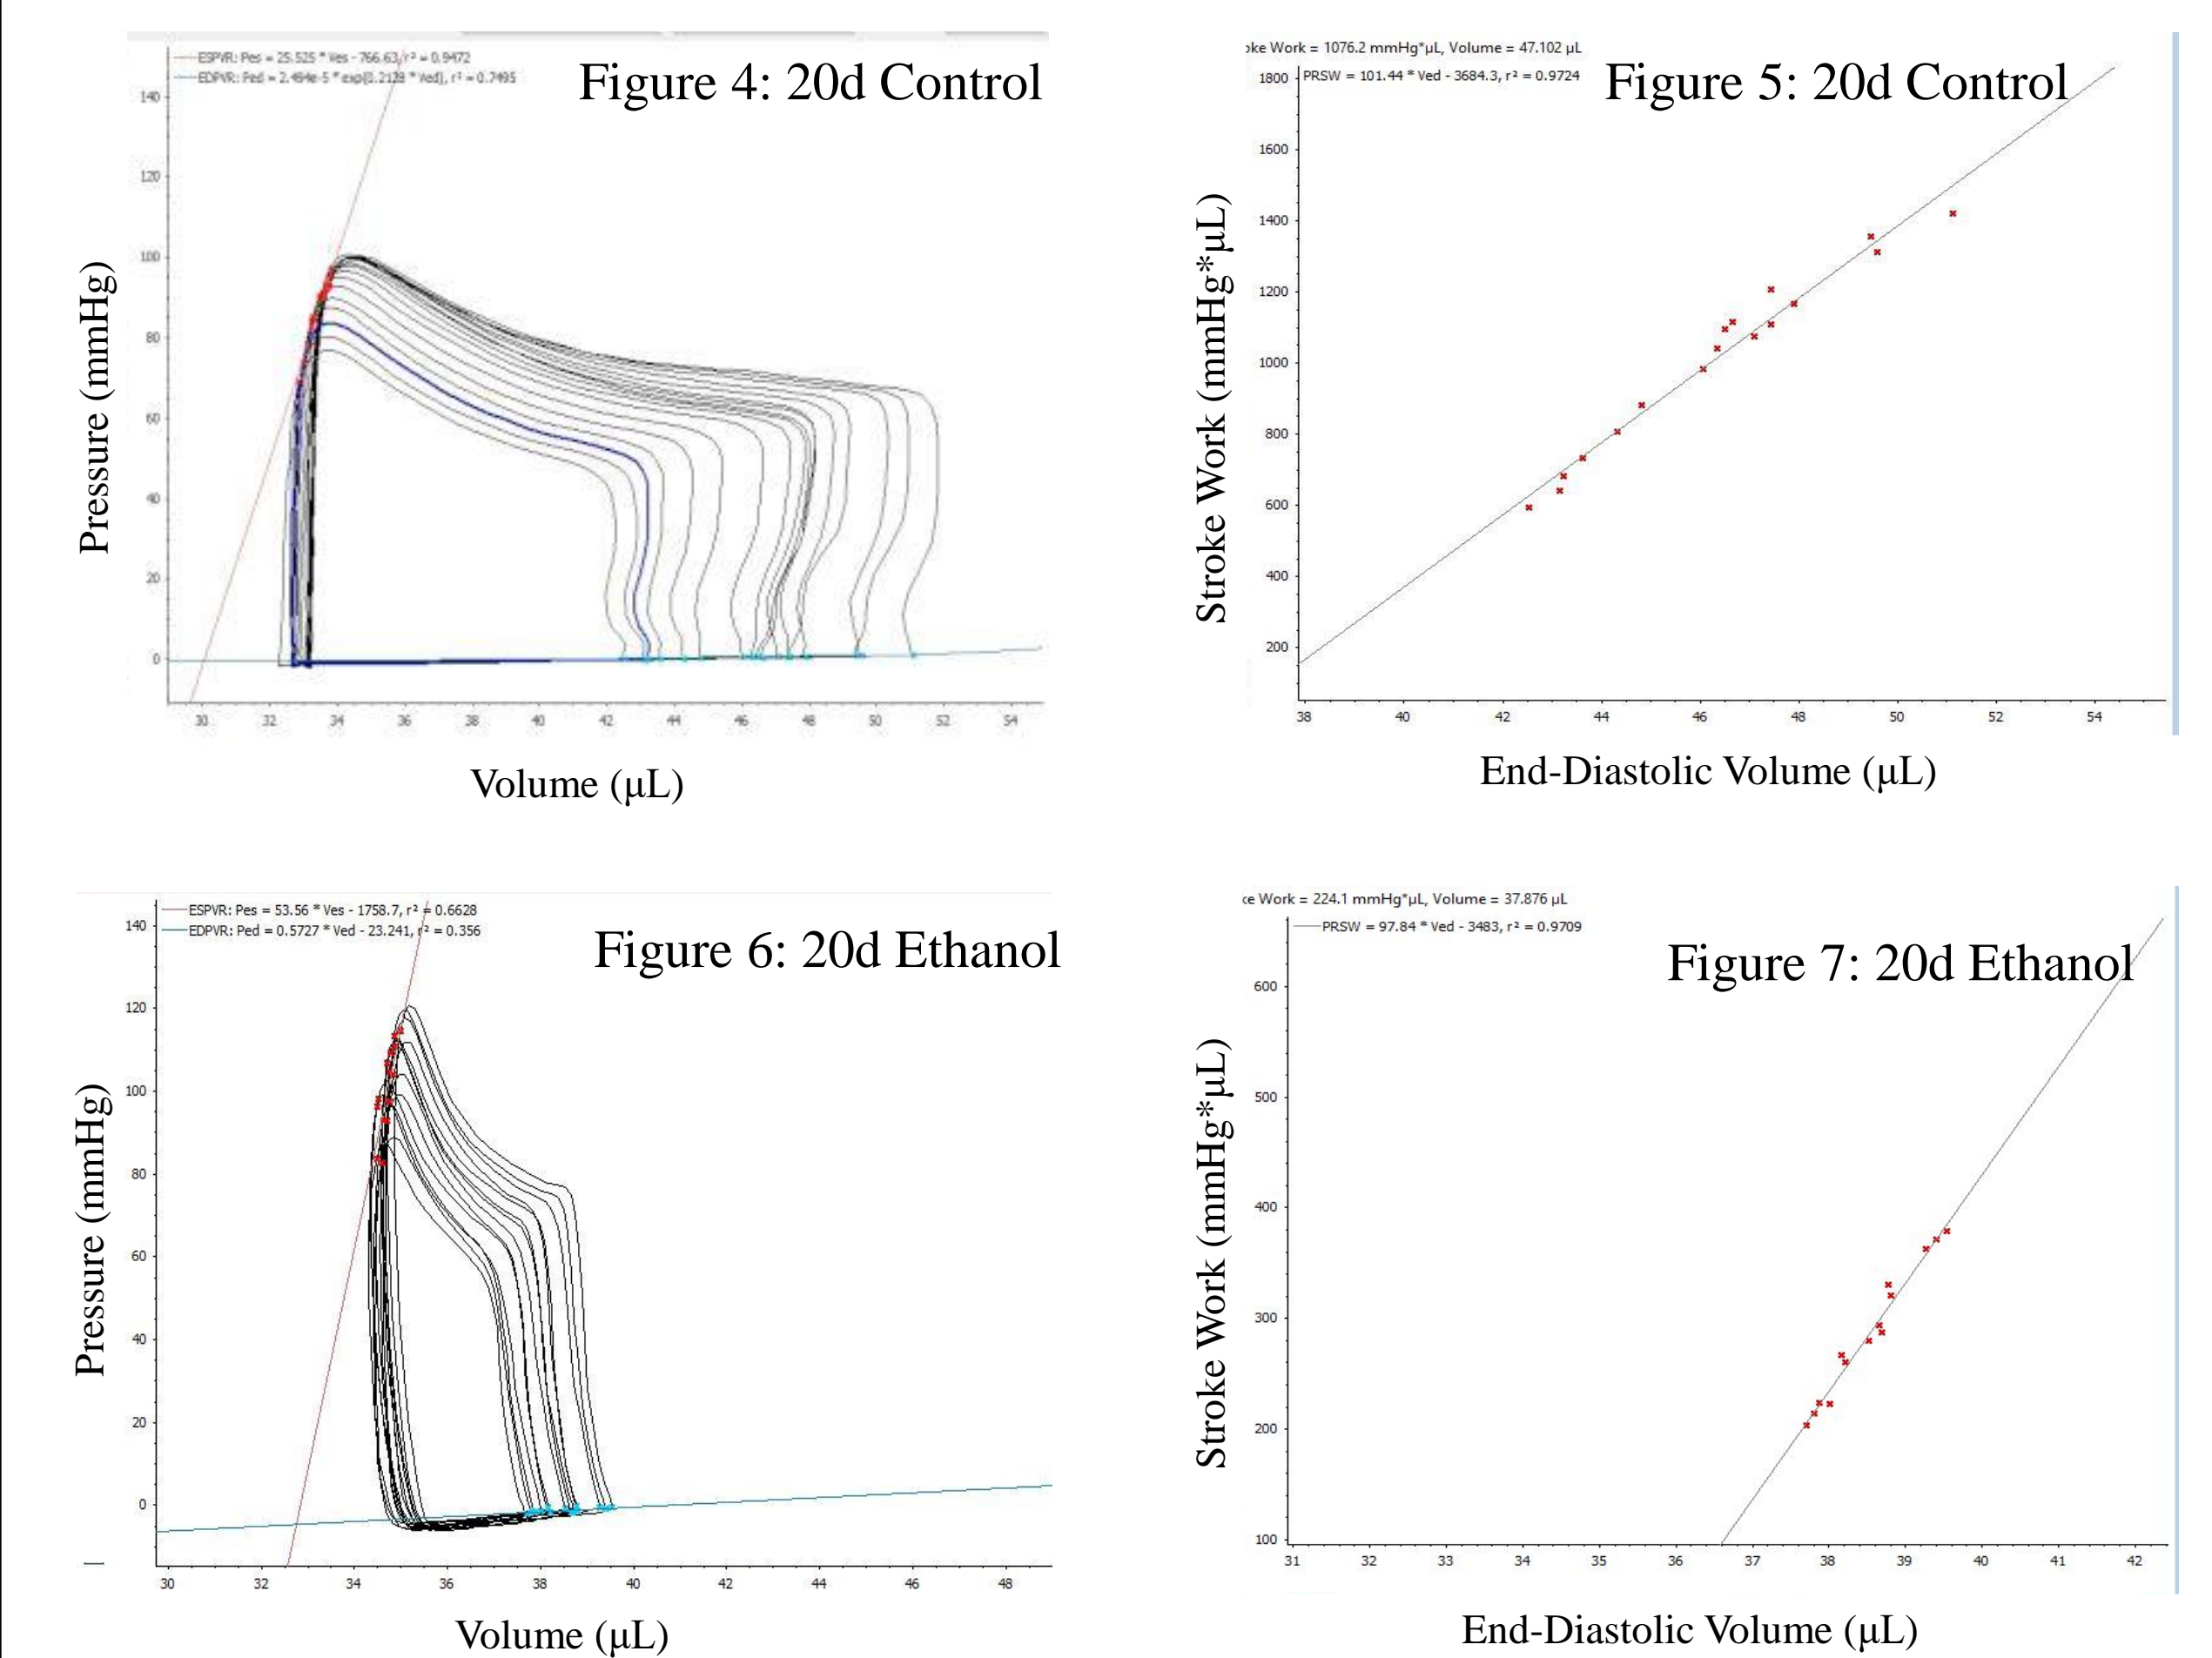 ESPVR: Pes = 25.525 * Ves - 766.63, r² = 0.9472
EDPVR: Ped = 2.494e-5 * exp(0.2128 * Ved), r² = 0.7495
Figure 4: 20d Control
140
120
100
80
60
40
20
0
Pressure (mmHg)
30 32 34 36 38 40 42 44 46 48 50 52 54
Volume (μL)
ke Work = 1076.2 mmHg*μL, Volume = 47.102 μL
PRSW = 101.44 * Ved - 3684.3, r² = 0.9724
Figure 5: 20d Control
1800
1600
1400
1200
1000
800
600
400
200
Stroke Work (mmHg*μL)
38 40 42 44 46 48 50 52 54
End-Diastolic Volume (μL)
ESPVR: Pes = 53.56 * Ves - 1758.7, r² = 0.6628
EDPVR: Ped = 0.5727 * Ved - 23.241, r² = 0.356
Figure 6: 20d Ethanol
140
120
100
80
60
40
20
0
Pressure (mmHg)
30 32 34 36 38 40 42 44 46 48
Volume (μL)
e Work = 224.1 mmHg*μL, Volume = 37.876 μL
PRSW = 97.84 * Ved - 3483, r² = 0.9709
Figure 7: 20d Ethanol
600
500
400
300
200
100
Stroke Work (mmHg*μL)
31 32 33 34 35 36 37 38 39 40 41 42
End-Diastolic Volume (μL)